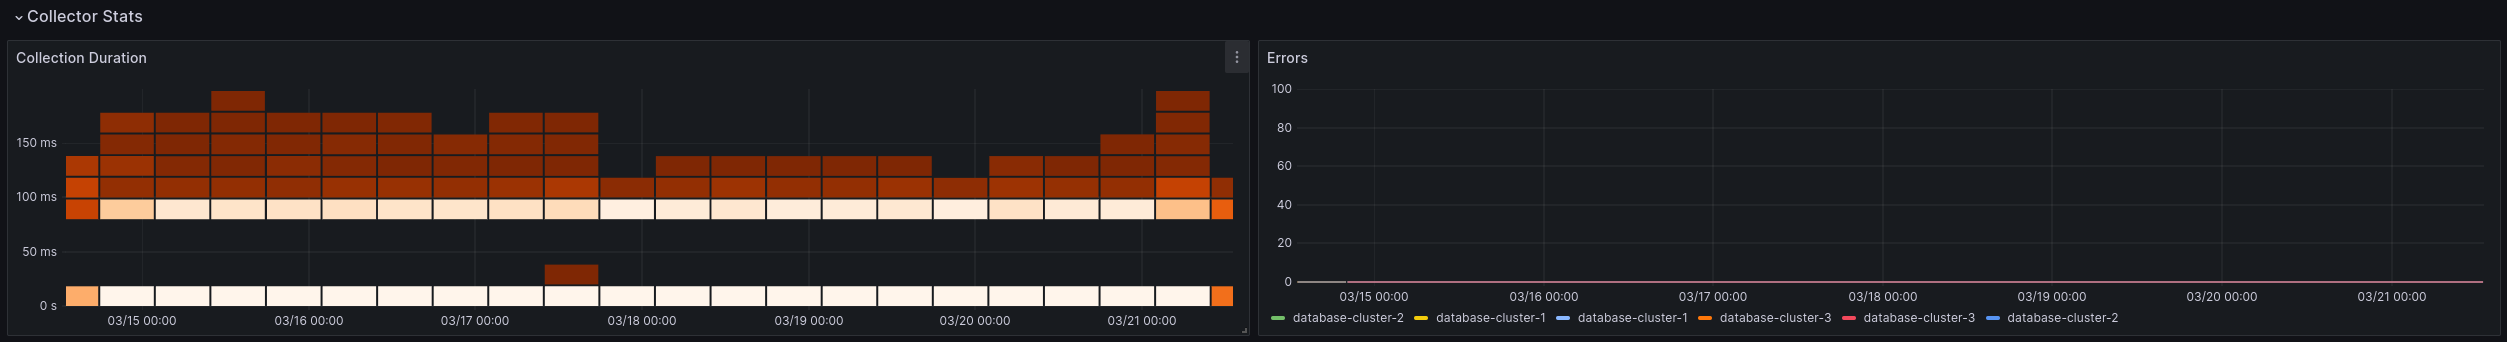 Collector Stats
Collection Duration
150 ms
100 ms
50 ms
0 s
03/15 00:00 03/16 00:00 03/17 00:00 03/18 00:00 03/19 00:00 03/20 00:00 03/21 00:00
Errors
100
80
60
40
20
0
03/15 00:00 03/16 00:00 03/17 00:00 03/18 00:00 03/19 00:00 03/20 00:00 03/21 00:00
database-cluster-2 database-cluster-1 database-cluster-1 database-cluster-3 database-cluster-3 database-cluster-2